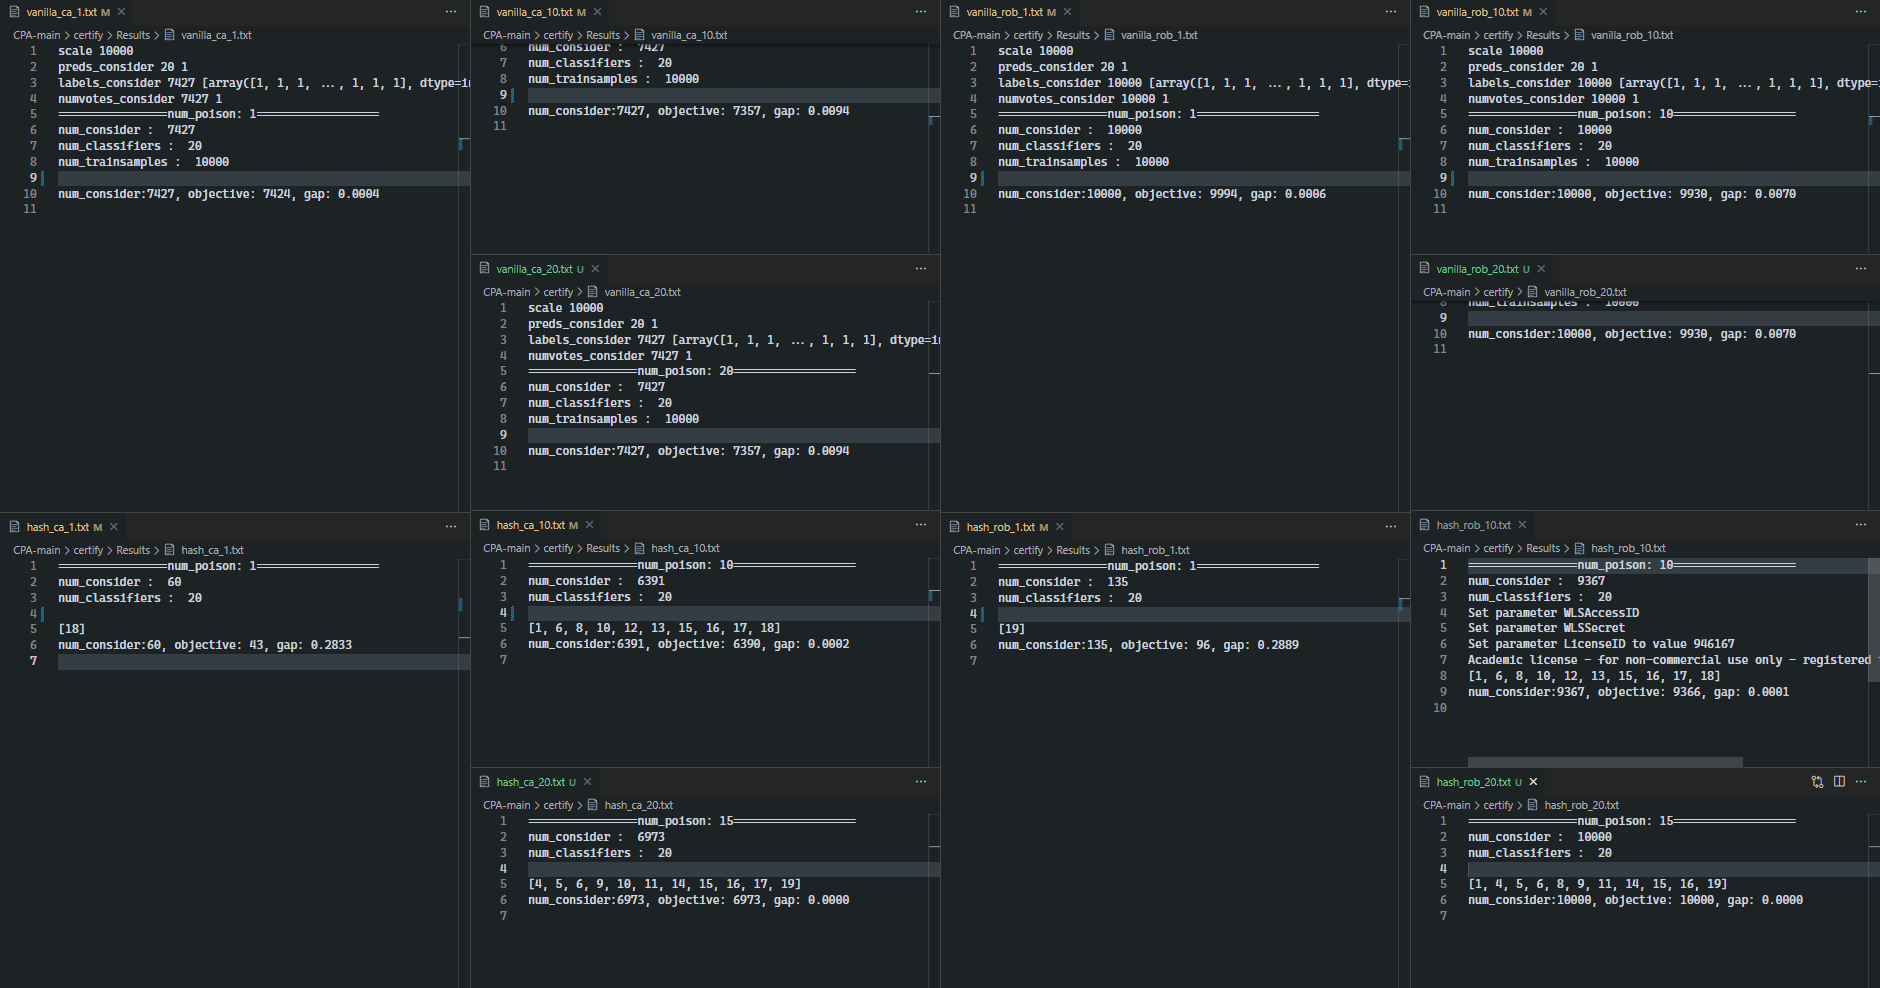 vanilla_ca_1.txt M
CPA-main > certify > Results > vanilla_ca_1.txt
1 scale 10000
2 preds_consider 20 1
3 labels_consider 7427 [array([1, 1, 1, ..., 1, 1, 1], dtype=i
4 numvotes_consider 7427 1
5 ================num_poison: 1==================
6 num_consider : 7427
7 num_classifiers : 20
8 num_trainsamples : 10000
9
10 num_consider:7427, objective: 7424, gap: 0.0004
11
vanilla_ca_10.txt M
CPA-main > certify > Results > vanilla_ca_10.txt
6 num_consider : 7427
7 num_classifiers : 20
8 num_trainsamples : 10000
9
10 num_consider:7427, objective: 7357, gap: 0.0094
11
vanilla_ca_20.txt U
CPA-main > certify > vanilla_ca_20.txt
1 scale 10000
2 preds_consider 20 1
3 labels_consider 7427 [array([1, 1, 1, ..., 1, 1, 1], dtype=i
4 numvotes_consider 7427 1
5 ================num_poison: 20==================
6 num_consider : 7427
7 num_classifiers : 20
8 num_trainsamples : 10000
9
10 num_consider:7427, objective: 7357, gap: 0.0094
11
vanilla_rob_1.txt M
CPA-main > certify > Results > vanilla_rob_1.txt
1 scale 10000
2 preds_consider 20 1
3 labels_consider 10000 [array([1, 1, 1, ..., 1, 1, 1], dtype=
4 numvotes_consider 10000 1
5 ================num_poison: 1==================
6 num_consider : 10000
7 num_classifiers : 20
8 num_trainsamples : 10000
9
10 num_consider:10000, objective: 9994, gap: 0.0006
11
vanilla_rob_10.txt M
CPA-main > certify > Results > vanilla_rob_10.txt
1 scale 10000
2 preds_consider 20 1
3 labels_consider 10000 [array([1, 1, 1, ..., 1, 1, 1], dtype=
4 numvotes_consider 10000 1
5 ================num_poison: 10==================
6 num_consider : 10000
7 num_classifiers : 20
8 num_trainsamples : 10000
9
10 num_consider:10000, objective: 9930, gap: 0.0070
11
vanilla_rob_20.txt U
CPA-main > certify > vanilla_rob_20.txt
8 num_trainsamples : 10000
9
10 num_consider:10000, objective: 9930, gap: 0.0070
11
hash_ca_1.txt M
CPA-main > certify > Results > hash_ca_1.txt
1 ================num_poison: 1==================
2 num_consider : 60
3 num_classifiers : 20
4
5 [18]
6 num_consider:60, objective: 43, gap: 0.2833
7
hash_ca_10.txt M
CPA-main > certify > Results > hash_ca_10.txt
1 ================num_poison: 10==================
2 num_consider : 6391
3 num_classifiers : 20
4
5 [1, 6, 8, 10, 12, 13, 15, 16, 17, 18]
6 num_consider:6391, objective: 6390, gap: 0.0002
7
hash_ca_20.txt U
CPA-main > certify > hash_ca_20.txt
1 ================num_poison: 15==================
2 num_consider : 6973
3 num_classifiers : 20
4
5 [4, 5, 6, 9, 10, 11, 14, 15, 16, 17, 19]
6 num_consider:6973, objective: 6973, gap: 0.0000
7
hash_rob_1.txt M
CPA-main > certify > Results > hash_rob_1.txt
1 ================num_poison: 1==================
2 num_consider : 135
3 num_classifiers : 20
4
5 [19]
6 num_consider:135, objective: 96, gap: 0.2889
7
hash_rob_10.txt
CPA-main > certify > Results > hash_rob_10.txt
1 ================num_poison: 10==================
2 num_consider : 9367
3 num_classifiers : 20
4 Set parameter WLSAccessID
5 Set parameter WLSSecret
6 Set parameter LicenseID to value 946167
7 Academic license - for non-commercial use only - registered
8 [1, 6, 8, 10, 12, 13, 15, 16, 17, 18]
9 num_consider:9367, objective: 9366, gap: 0.0001
10
hash_rob_20.txt U
CPA-main > certify > hash_rob_20.txt
1 ================num_poison: 15==================
2 num_consider : 10000
3 num_classifiers : 20
4
5 [1, 4, 5, 6, 8, 9, 11, 14, 15, 16, 19]
6 num_consider:10000, objective: 10000, gap: 0.0000
7